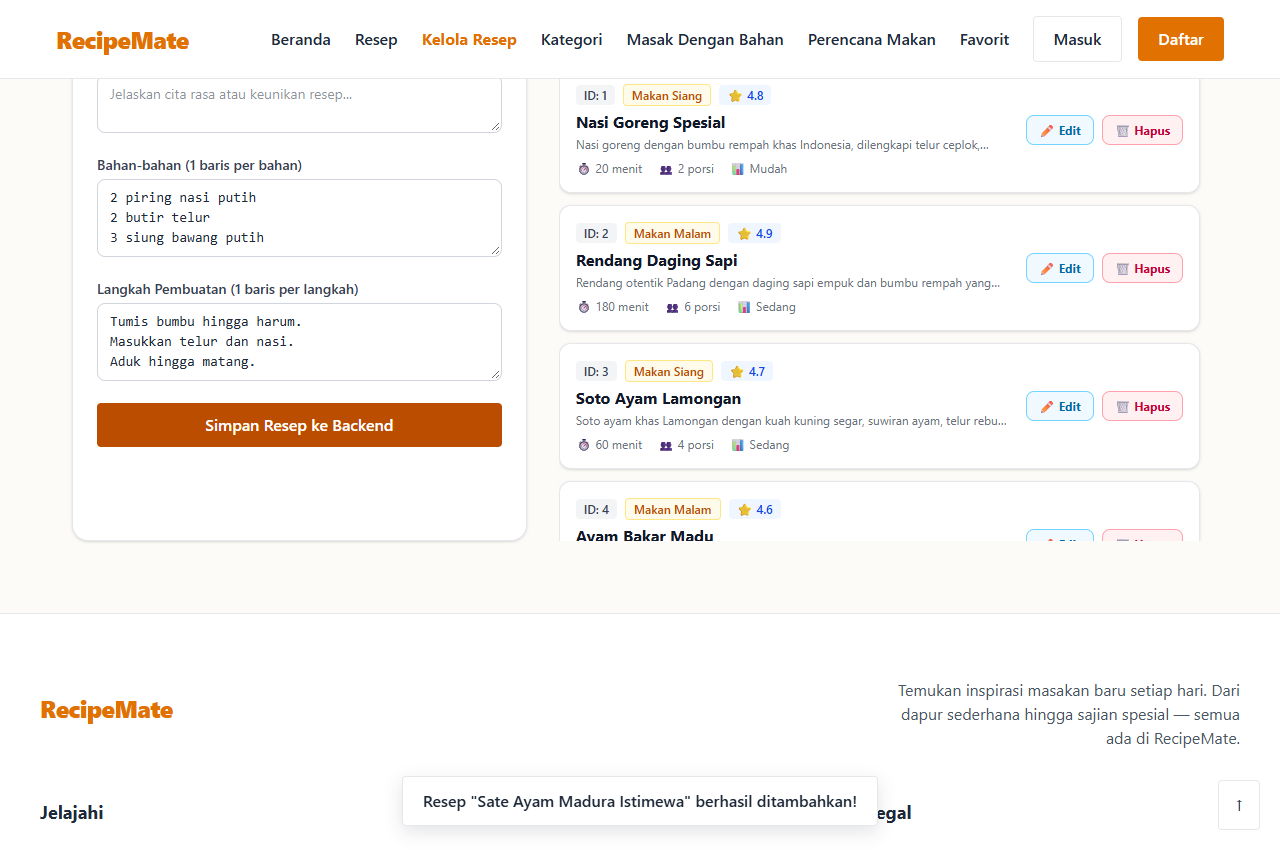 RecipeMate
Beranda
Resep
Kelola Resep
Kategori
Masak Dengan Bahan
Perencana Makan
Favorit
Masuk
Daftar
Jelaskan cita rasa atau keunikan resep...
Bahan-bahan (1 baris per bahan)
2 piring nasi putih
2 butir telur
3 siung bawang putih
Langkah Pembuatan (1 baris per langkah)
Tumis bumbu hingga harum.
Masukkan telur dan nasi.
Aduk hingga matang.
Simpan Resep ke Backend
ID: 1 Makan Siang ⭐ 4.8
Nasi Goreng Spesial
Nasi goreng dengan bumbu rempah khas Indonesia, dilengkapi telur ceplok,...
20 menit 2 porsi Mudah
Edit Hapus
ID: 2 Makan Malam ⭐ 4.9
Rendang Daging Sapi
Rendang otentik Padang dengan daging sapi empuk dan bumbu rempah yang...
180 menit 6 porsi Sedang
Edit Hapus
ID: 3 Makan Siang ⭐ 4.7
Soto Ayam Lamongan
Soto ayam khas Lamongan dengan kuah kuning segar, suwiran ayam, telur rebu...
60 menit 4 porsi Sedang
Edit Hapus
ID: 4 Makan Malam ⭐ 4.6
Ayam Bakar Madu
RecipeMate
Temukan inspirasi masakan baru setiap hari. Dari
dapur sederhana hingga sajian spesial — semua
ada di RecipeMate.
Jelajahi
Resep "Sate Ayam Madura Istimewa" berhasil ditambahkan!
egal
↑